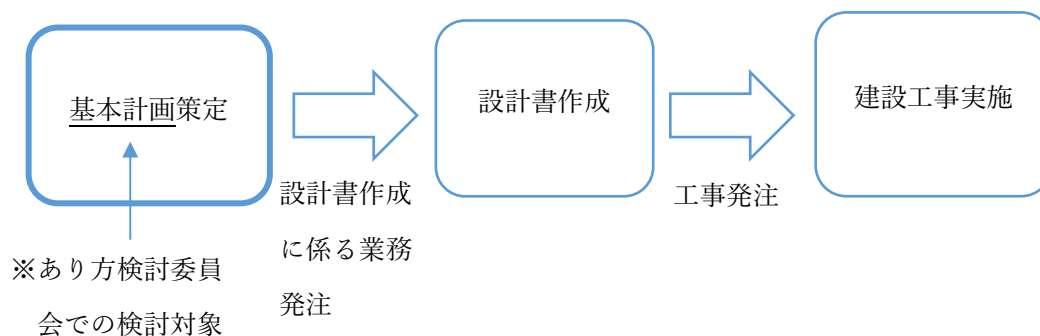 基本計画策定
設計書作成
建設工事実施
設計書作成
に係る業務
発注
工事発注
※あり方検討委員
会での検討対象